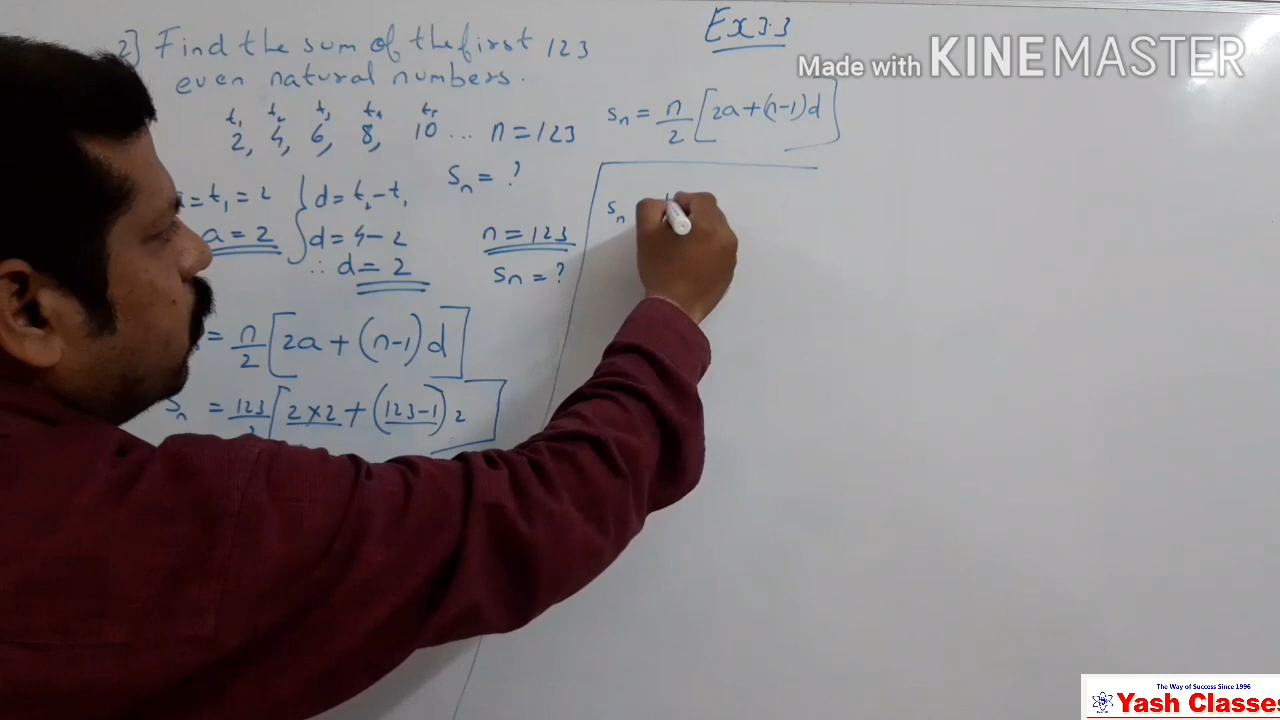 Ex 3.3
2] Find the sum of the first 123
even natural numbers.
t₁ t₂ t₃ t₄ t₅
2, 4, 6, 8, 10 ... n = 123
Sₙ = ?
= t₁ = 2 } d = t₂ - t₁
a = 2 d = 4 - 2
∴ d = 2
n = 123
Sₙ = ?
= n/2 [2a + (n-1) d]
Sₙ = 123/2 [2×2 + (123-1) 2
Sₙ = n/2 [2a + (n-1) d]
Sₙ
Made with KINEMASTER
The Way of Success Since 1996
Yash Classes